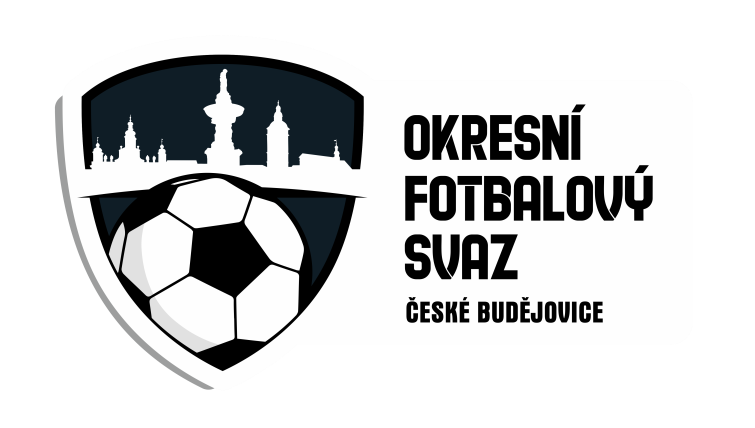 OKRESNÍ
FOTBALOVÝ
SVAZ
ČESKÉ BUDĚJOVICE